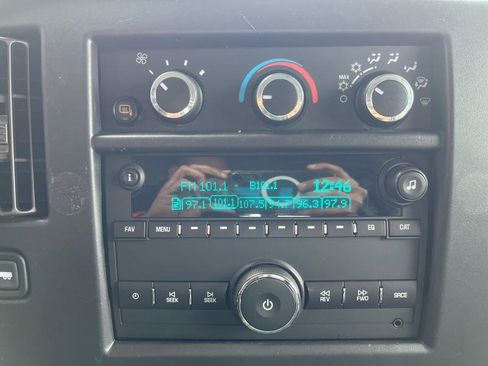 MAX
FM 101.1 - B101.1 12:46
97.1 101.1 107.5 94.7 96.3 97.9
FAV MENU EQ CAT
SEEK SEEK REV FWD SRCE